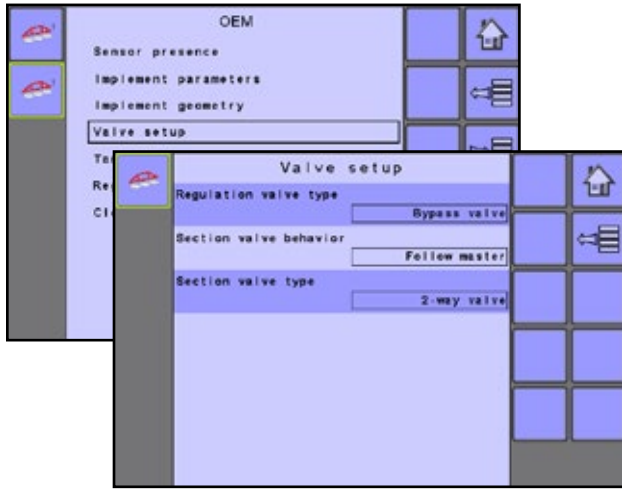 OEM
Sensor presence
Implement parameters
Implement geometry
Valve setup
Valve setup
Regulation valve type
Bypass valve
Section valve behavior
Follow master
Section valve type
2-way valve